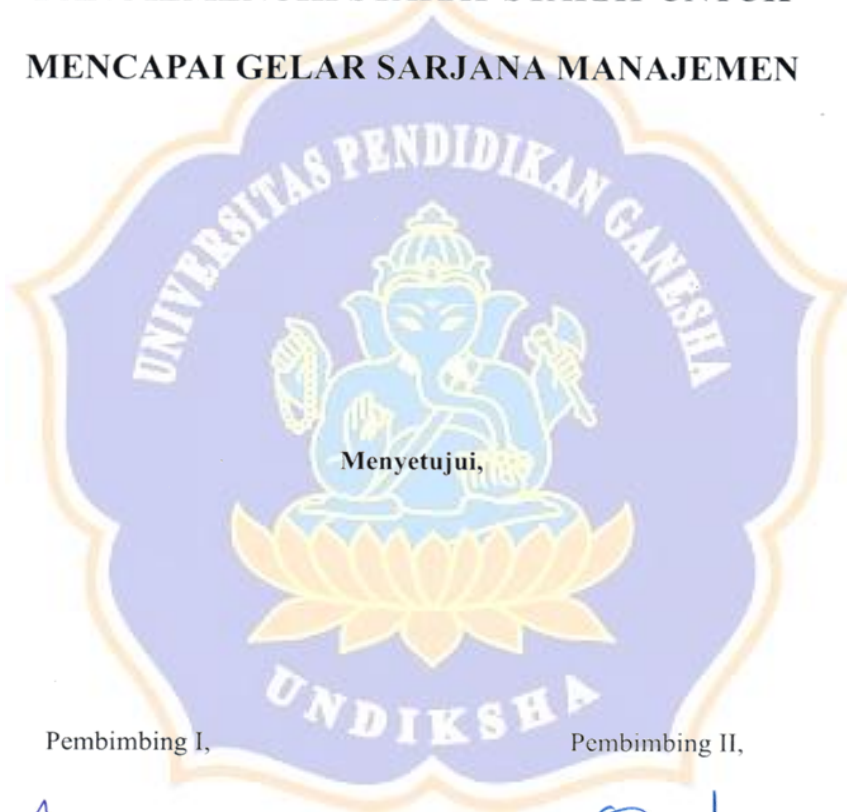 MENCAPAI GELAR SARJANA MANAJEMEN
UNIVERSITAS PENDIDIKAN GANESHA
Menyetujui,
UNDIKSHA
Pembimbing I,
Pembimbing II,